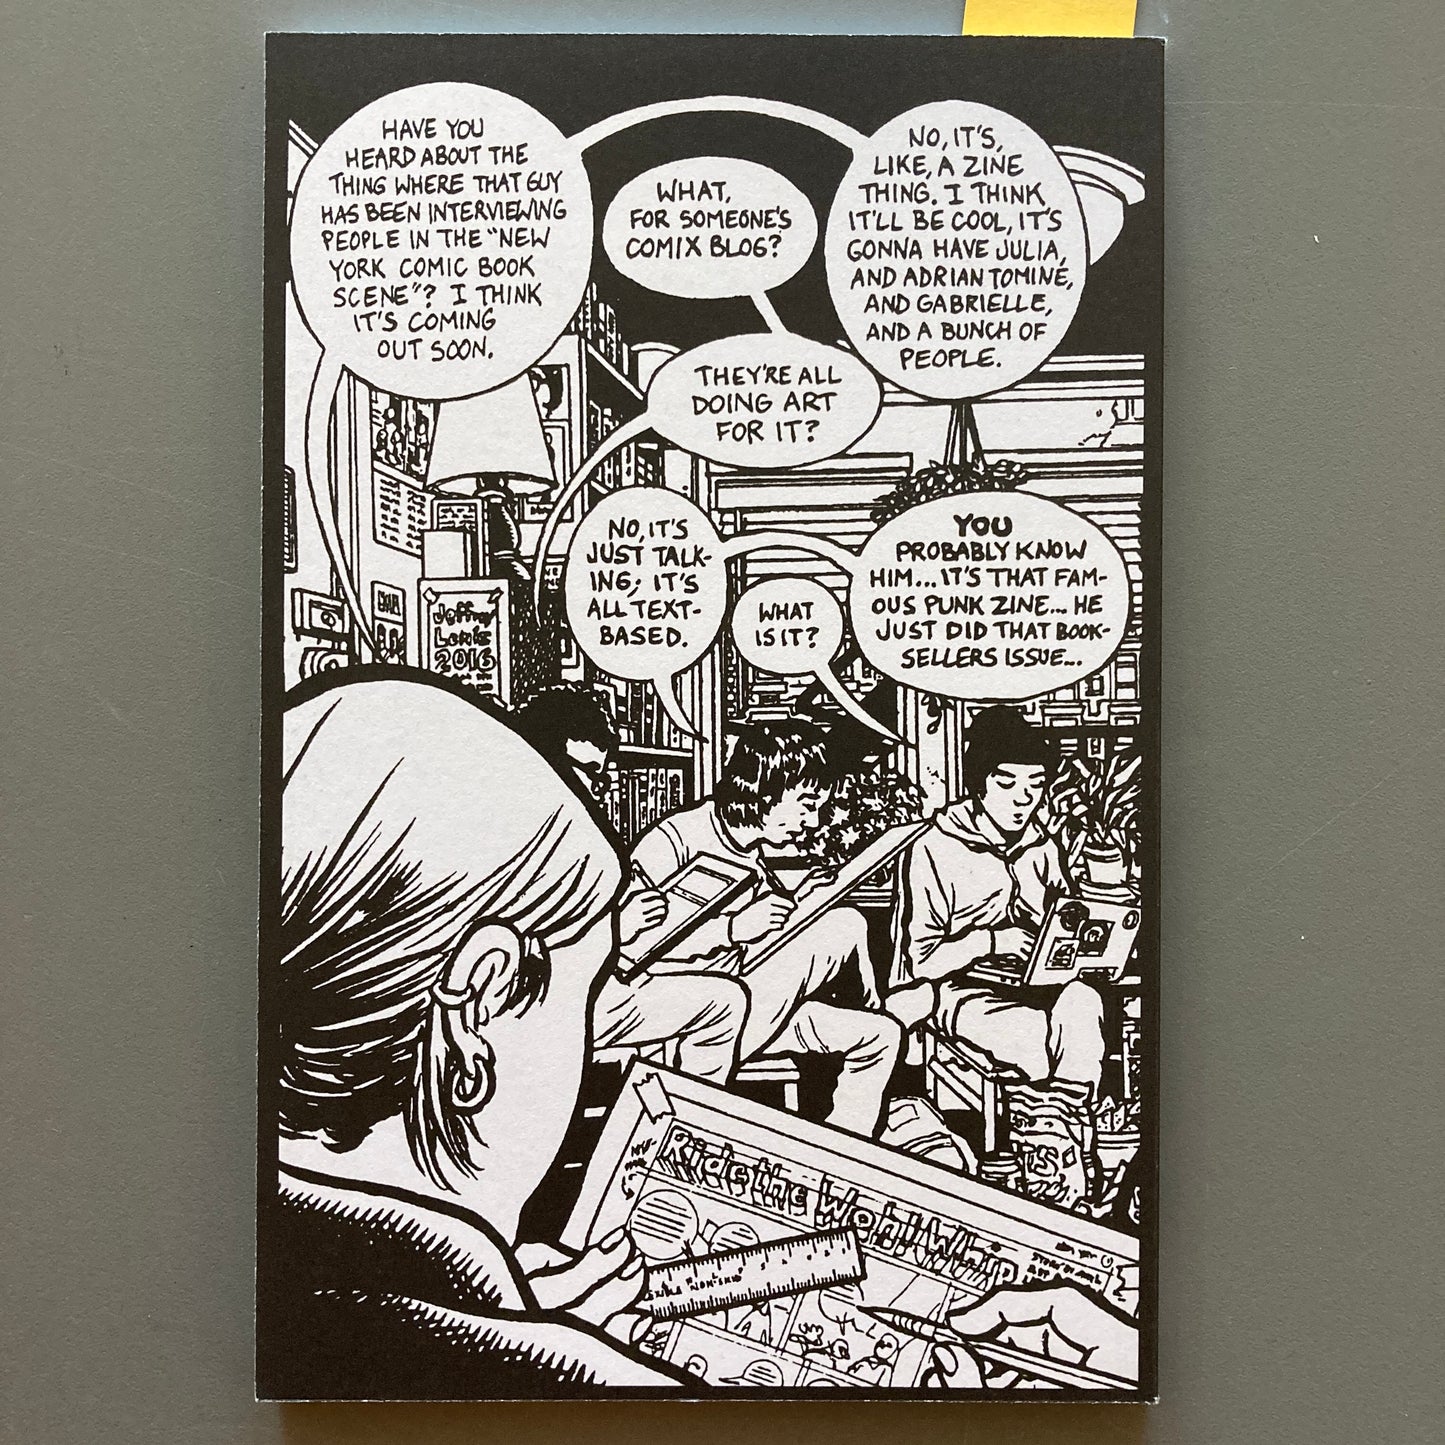 HAVE YOU
HEARD ABOUT THE
THING WHERE THAT GUY
HAS BEEN INTERVIEWING
PEOPLE IN THE "NEW
YORK COMIC BOOK
SCENE"? I THINK
IT'S COMING
OUT SOON.
WHAT,
FOR SOMEONE'S
COMIX BLOG?
NO, IT'S,
LIKE, A ZINE
THING. I THINK
IT'LL BE COOL, IT'S
GONNA HAVE JULIA,
AND ADRIAN TOMINE,
AND GABRIELLE,
AND A BUNCH OF
PEOPLE.
THEY'RE ALL
DOING ART
FOR IT?
NO, IT'S
JUST TALK-
ING; IT'S
ALL TEXT-
BASED.
WHAT
IS IT?
YOU
PROBABLY KNOW
HIM... IT'S THAT FAM-
OUS PUNK ZINE... HE
JUST DID THAT BOOK-
SELLERS ISSUE...
Jeffrey
Lewis
2016
Ride the Woh! Whip